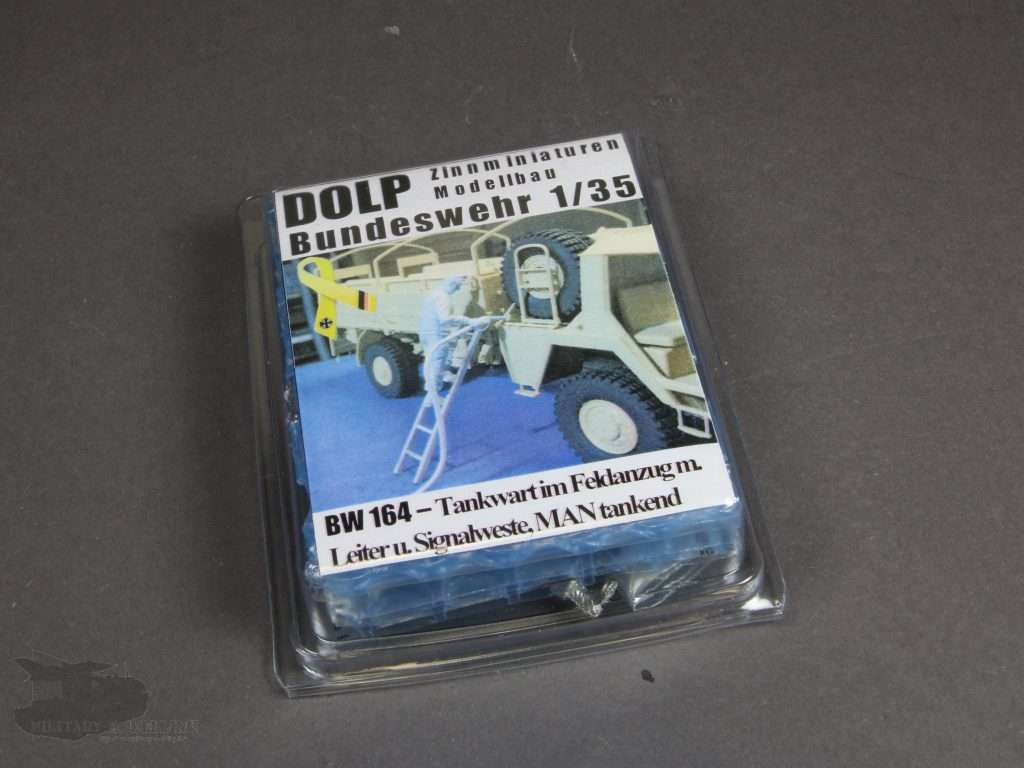 DOLP Zinnminiaturen
Modellbau
Bundeswehr 1/35
BW 164 – Tankwart im Feldanzug m.
Leiter u. Signalweste, MAN tankend